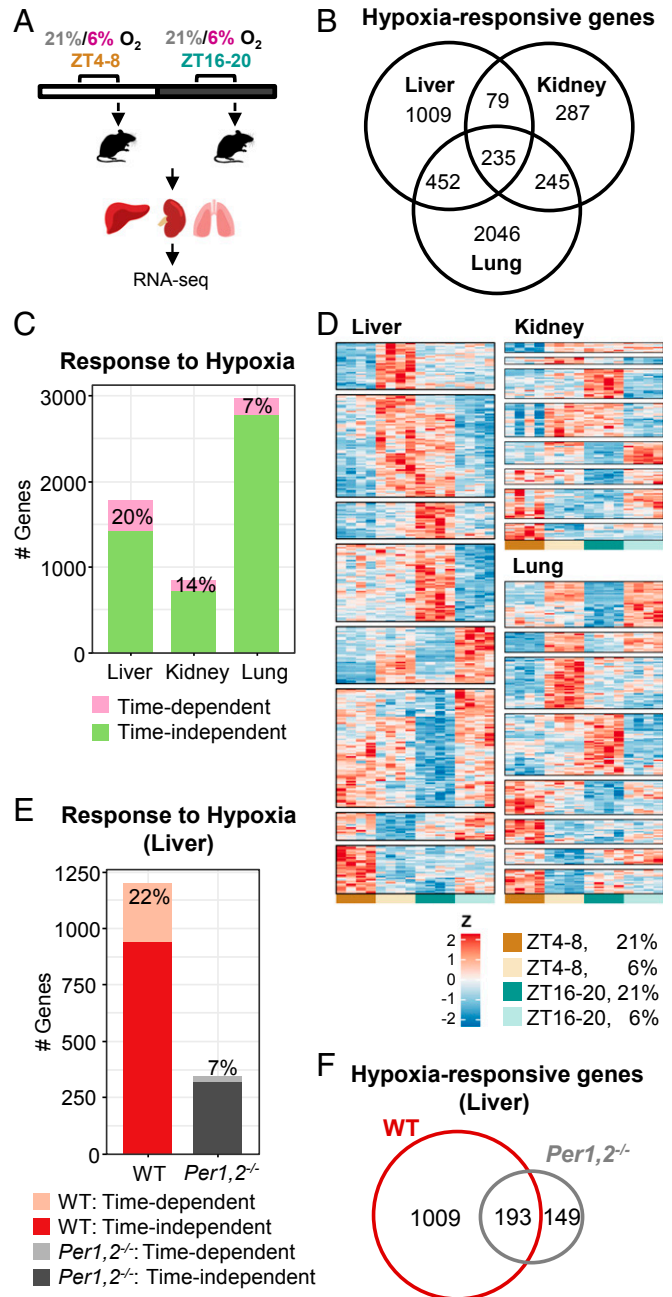 A
21%/6% O₂
21%/6% O₂
ZT4-8
ZT16-20
RNA-seq
B
Hypoxia-responsive genes
Liver
Kidney
1009
79
287
235
452
245
2046
Lung
C
Response to Hypoxia
# Genes
3000
2000
1000
0
20%
14%
7%
Liver
Kidney
Lung
Time-dependent
Time-independent
D
Liver
Kidney
Lung
z
2
1
0
-1
-2
ZT4-8, 21%
ZT4-8, 6%
ZT16-20, 21%
ZT16-20, 6%
E
Response to Hypoxia
(Liver)
# Genes
1250
1000
750
500
250
0
22%
7%
WT
Per1,2⁻/⁻
WT: Time-dependent
WT: Time-independent
Per1,2⁻/⁻: Time-dependent
Per1,2⁻/⁻: Time-independent
F
Hypoxia-responsive genes
(Liver)
WT
Per1,2⁻/⁻
1009
193
149